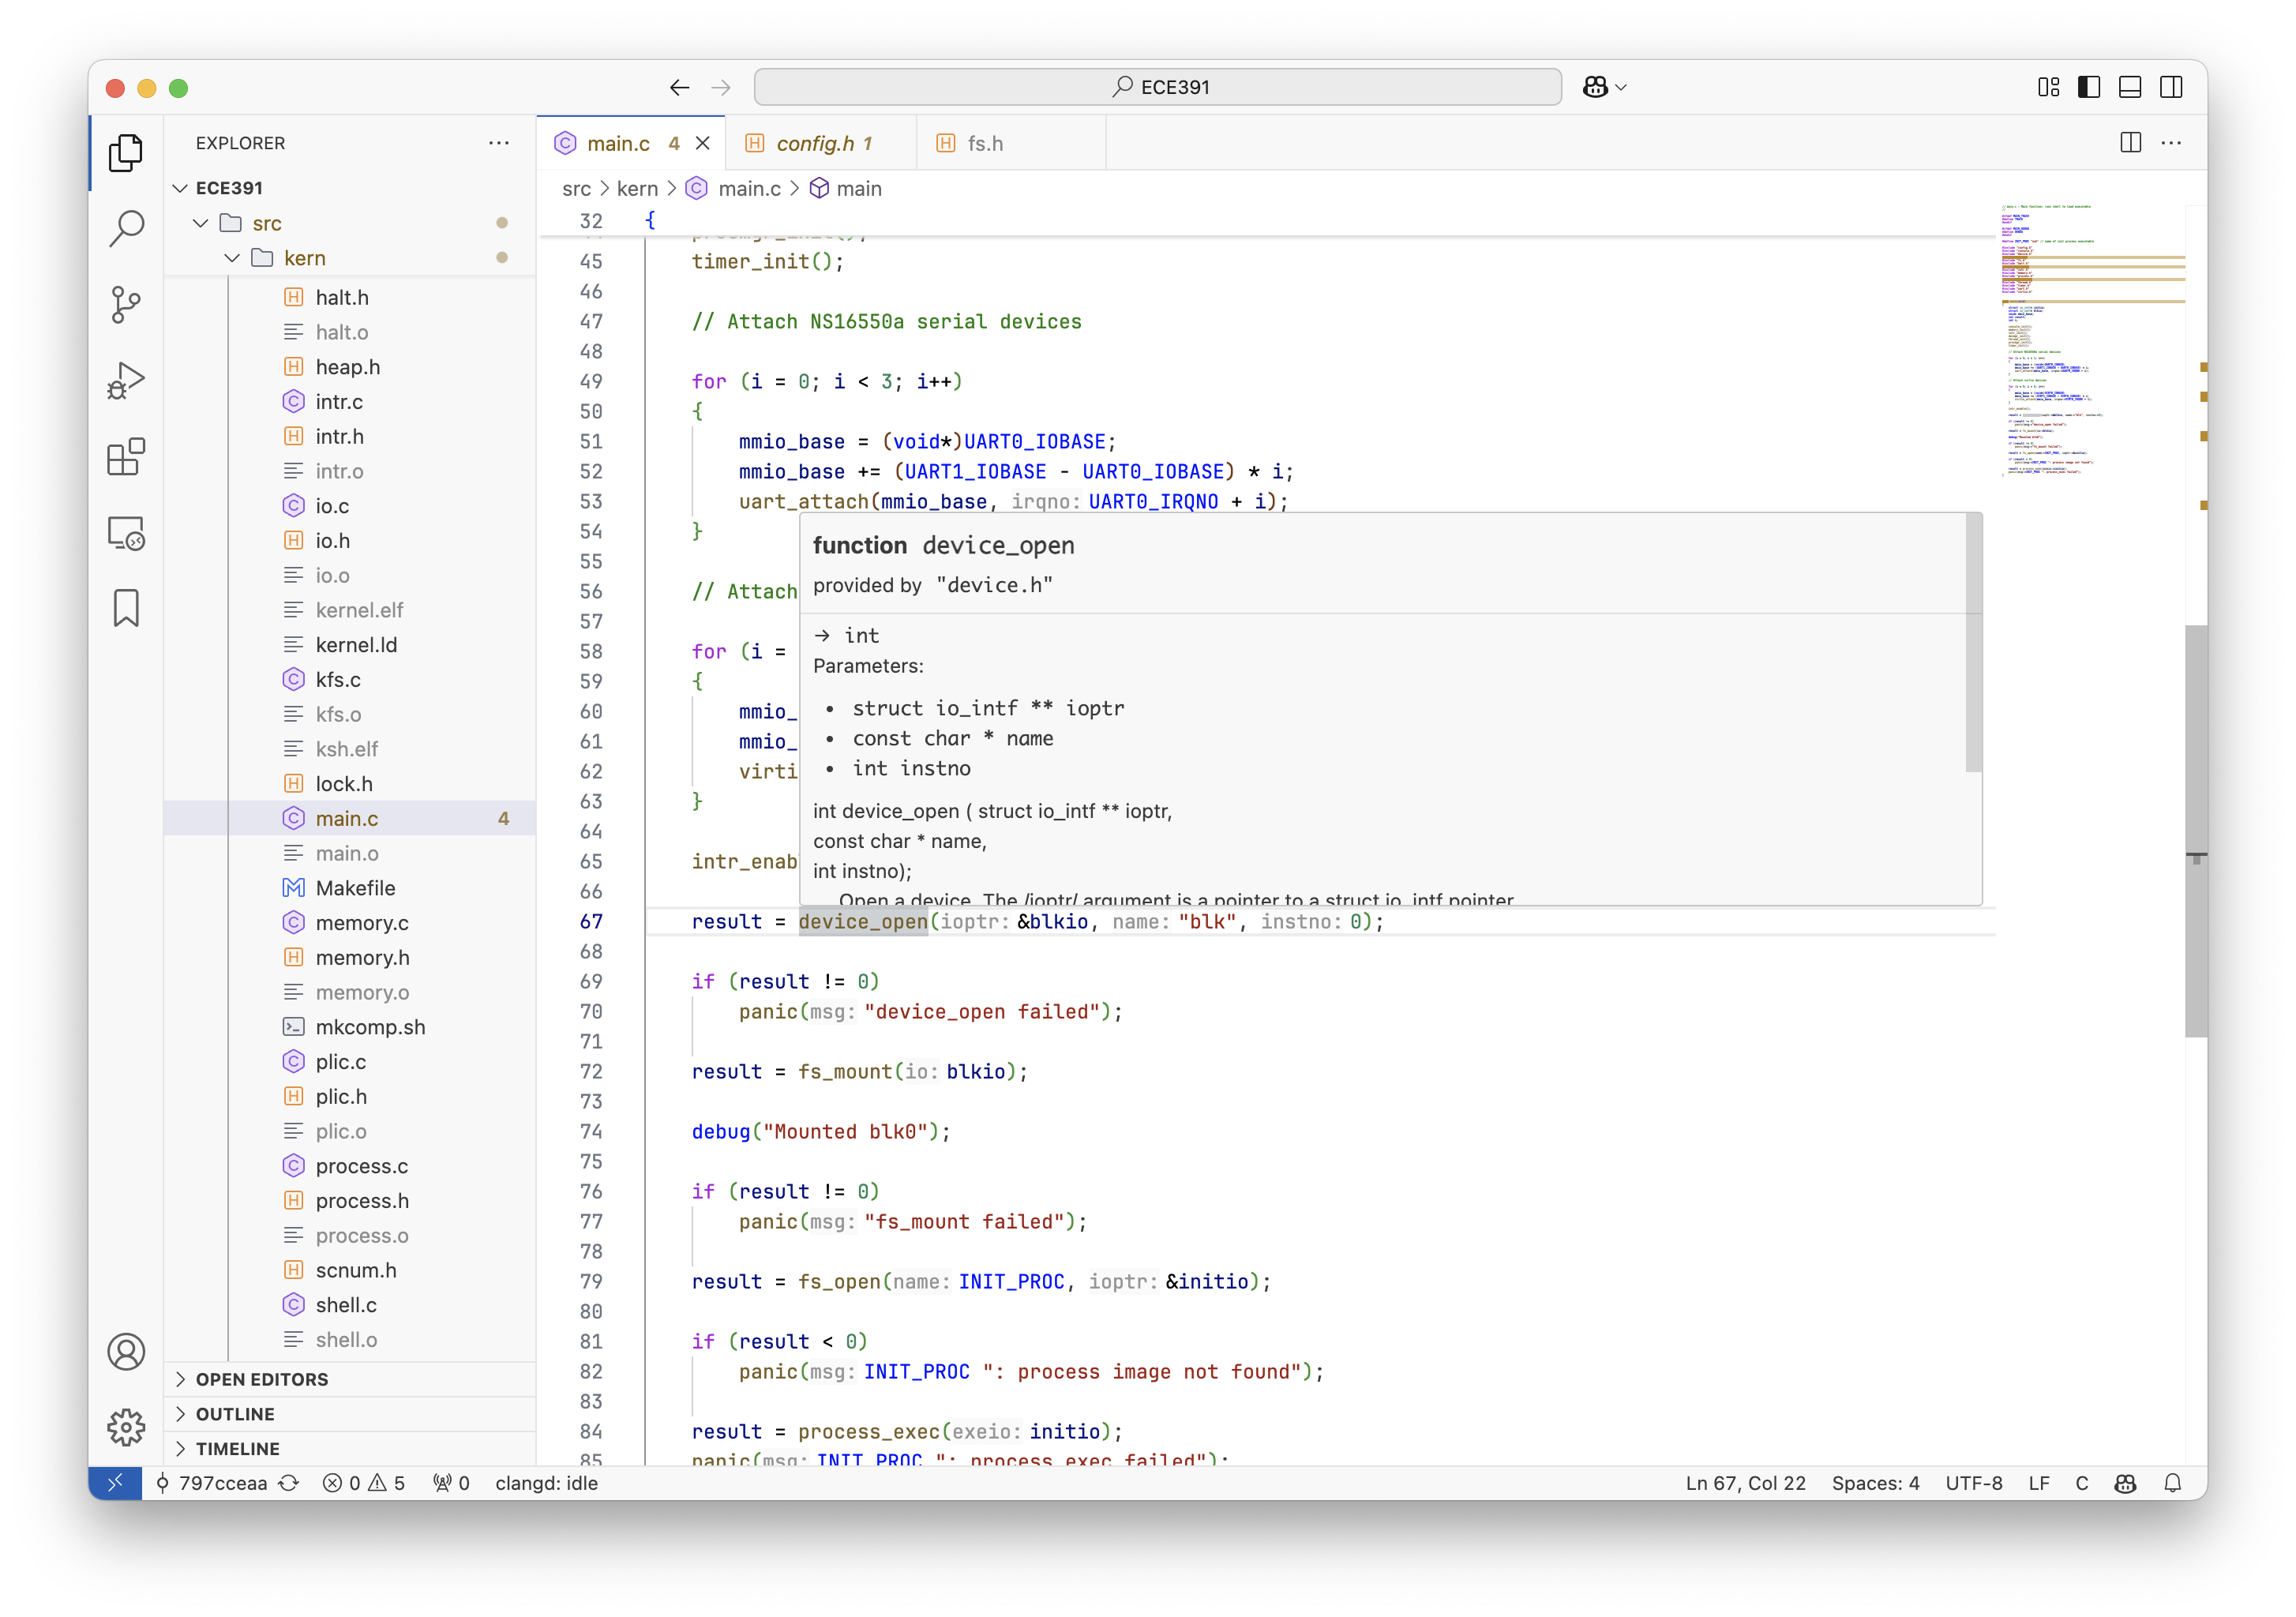 ECE391
EXPLORER
ECE391
src
kern
halt.h
halt.o
heap.h
intr.c
intr.h
intr.o
io.c
io.h
io.o
kernel.elf
kernel.ld
kfs.c
kfs.o
ksh.elf
lock.h
main.c 4
main.o
Makefile
memory.c
memory.h
memory.o
mkcomp.sh
plic.c
plic.h
plic.o
process.c
process.h
process.o
scnum.h
shell.c
shell.o
OPEN EDITORS
OUTLINE
TIMELINE
main.c 4
config.h 1
fs.h
src > kern > main.c > main
32 {
45 timer_init();
46
47 // Attach NS16550a serial devices
48
49 for (i = 0; i < 3; i++)
50 {
51 mmio_base = (void*)UART0_IOBASE;
52 mmio_base += (UART1_IOBASE - UART0_IOBASE) * i;
53 uart_attach(mmio_base, irqno: UART0_IRQNO + i);
54 }
55
56 // Attach
57
58 for (i =
59 {
60 mmio_
61 mmio_
62 virti
63 }
64
65 intr_enab
66
function device_open
provided by "device.h"
→ int
Parameters:
• struct io_intf ** ioptr
• const char * name
• int instno
int device_open ( struct io_intf ** ioptr,
const char * name,
int instno);
Open a device. The /ioptr/ argument is a pointer to a struct io_intf pointer
67 result = device_open(ioptr: &blkio, name: "blk", instno: 0);
68
69 if (result != 0)
70 panic(msg: "device_open failed");
71
72 result = fs_mount(io: blkio);
73
74 debug("Mounted blk0");
75
76 if (result != 0)
77 panic(msg: "fs_mount failed");
78
79 result = fs_open(name: INIT_PROC, ioptr: &initio);
80
81 if (result < 0)
82 panic(msg: INIT_PROC ": process image not found");
83
84 result = process_exec(exeio: initio);
85 panic(msg: INIT_PROC ": process_exec failed");
797cceaa 0 5 0 clangd: idle Ln 67, Col 22 Spaces: 4 UTF-8 LF C